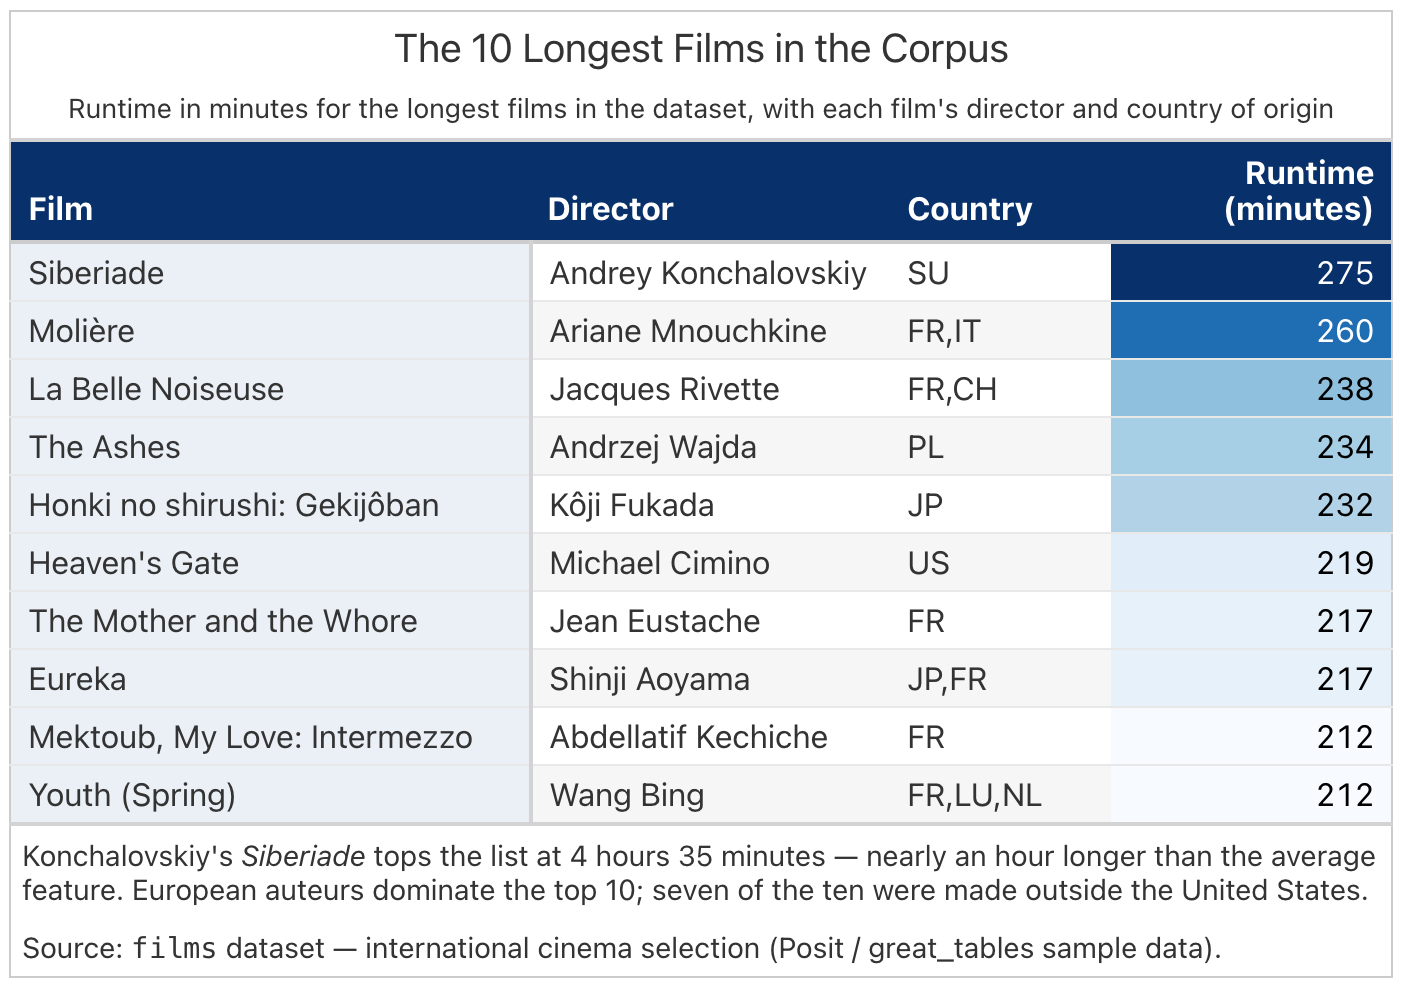 The 10 Longest Films in the Corpus
Runtime in minutes for the longest films in the dataset, with each film's director and country of origin
Film Director Country Runtime (minutes)
Siberiade Andrey Konchalovskiy SU 275
Molière Ariane Mnouchkine FR,IT 260
La Belle Noiseuse Jacques Rivette FR,CH 238
The Ashes Andrzej Wajda PL 234
Honki no shirushi: Gekijôban Kôji Fukada JP 232
Heaven's Gate Michael Cimino US 219
The Mother and the Whore Jean Eustache FR 217
Eureka Shinji Aoyama JP,FR 217
Mektoub, My Love: Intermezzo Abdellatif Kechiche FR 212
Youth (Spring) Wang Bing FR,LU,NL 212
Konchalovskiy's Siberiade tops the list at 4 hours 35 minutes — nearly an hour longer than the average
feature. European auteurs dominate the top 10; seven of the ten were made outside the United States.
Source: films dataset — international cinema selection (Posit / great_tables sample data).